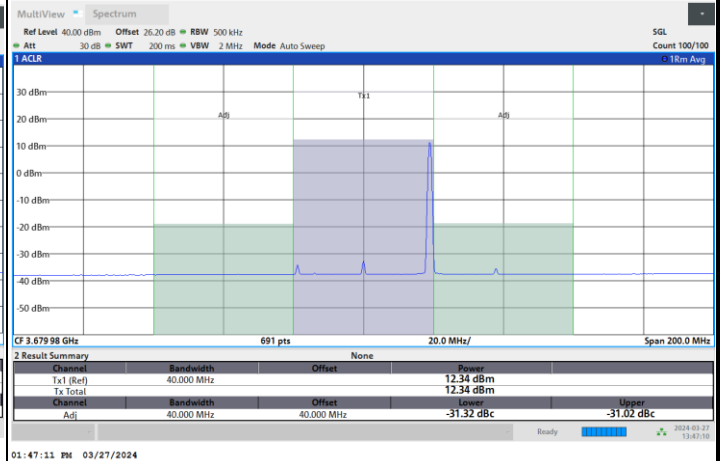 MultiView Spectrum
Ref Level 40.00 dBm Offset 26.20 dB RBW 500 kHz SGL
Att 30 dB SWT 200 ms VBW 2 MHz Mode Auto Sweep Count 100/100
1 ACLR 1Rm Avg
30 dBm
Tx1
20 dBm
Adj Adj
10 dBm
0 dBm
-10 dBm
-20 dBm
-30 dBm
-40 dBm
-50 dBm
CF 3.679 98 GHz 691 pts 20.0 MHz/ Span 200.0 MHz
2 Result Summary None
Channel Bandwidth Offset Power
Tx1 (Ref) 40.000 MHz 12.34 dBm
Tx Total 12.34 dBm
Channel Bandwidth Offset Lower Upper
Adj 40.000 MHz 40.000 MHz -31.32 dBc -31.02 dBc
Ready 2024-03-27
13:47:10
01:47:11 PM 03/27/2024